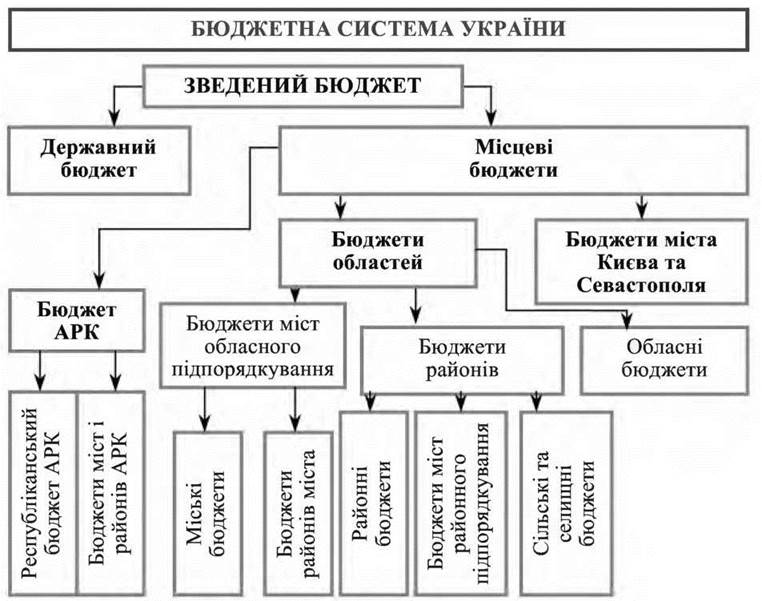 БЮДЖЕТНА СИСТЕМА УКРАЇНИ
ЗВЕДЕНИЙ БЮДЖЕТ
Державний
бюджет
Місцеві
бюджети
Бюджети
областей
Бюджети міста
Києва та
Севастополя
Бюджет
АРК
Бюджети міст
обласного
підпорядкування
Бюджети
районів
Обласні
бюджети
Республіканський
бюджет АРК
Бюджети міст і
районів АРК
Міські
бюджети
Бюджети
районів міста
Районні
бюджети
Бюджети міст
районного
підпорядкування
Сільські та
селищні
бюджети